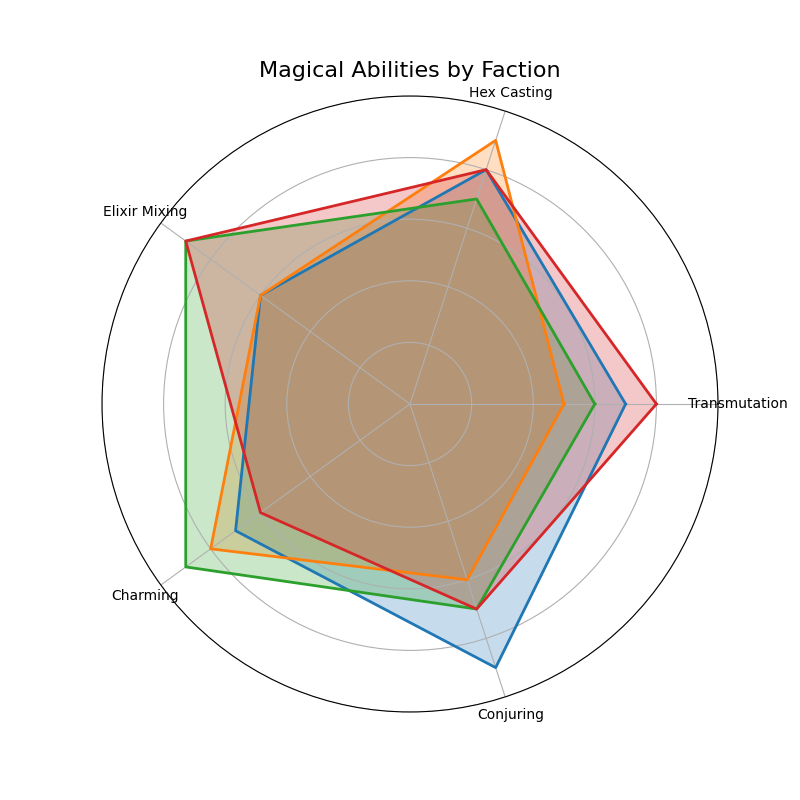 Magical Abilities by Faction
Hex Casting
Elixir Mixing
Transmutation
Charming
Conjuring